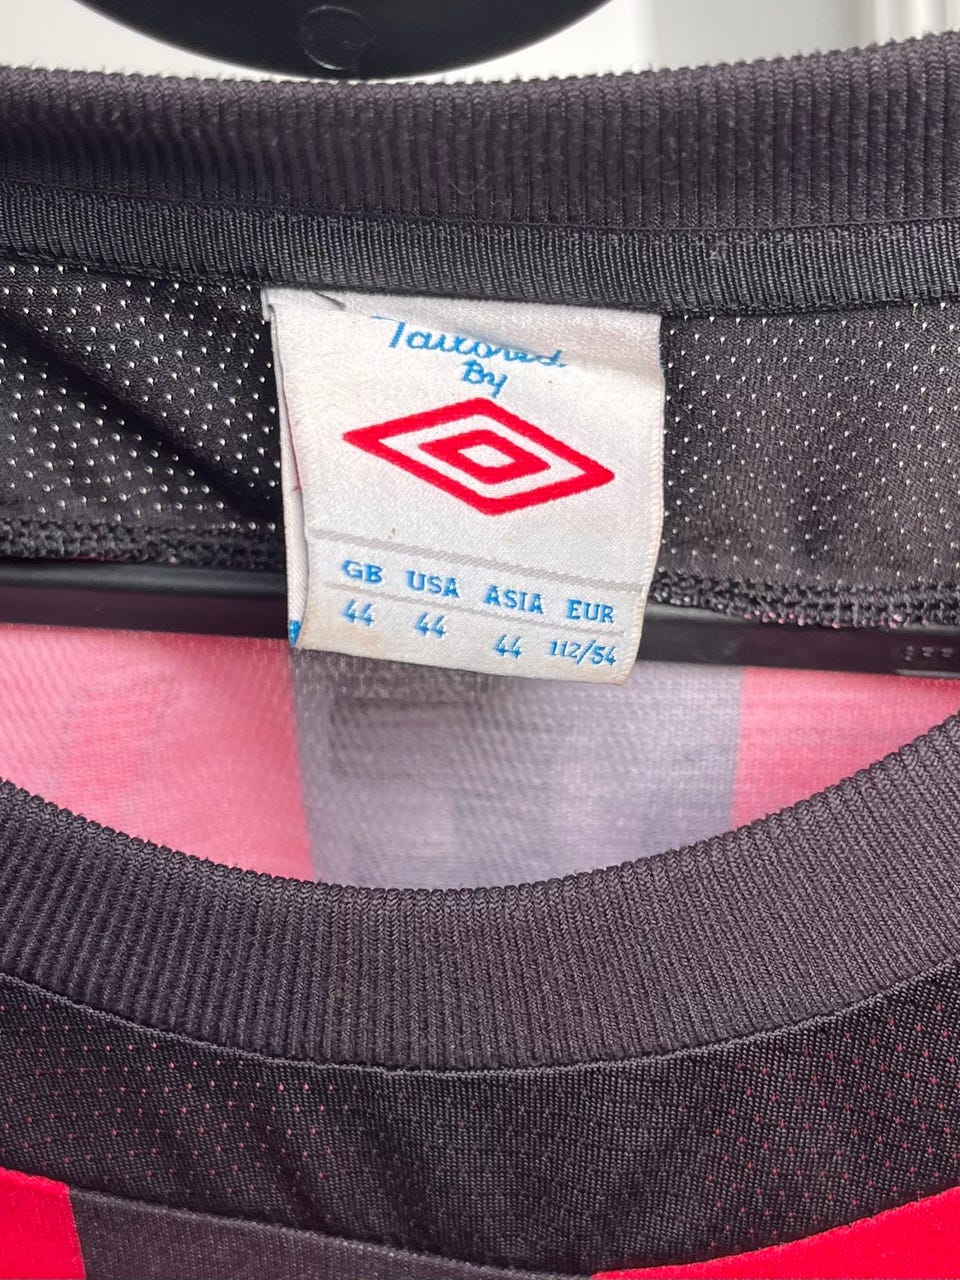 Tailored
By
GB USA ASIA EUR
44 44 44 112/54